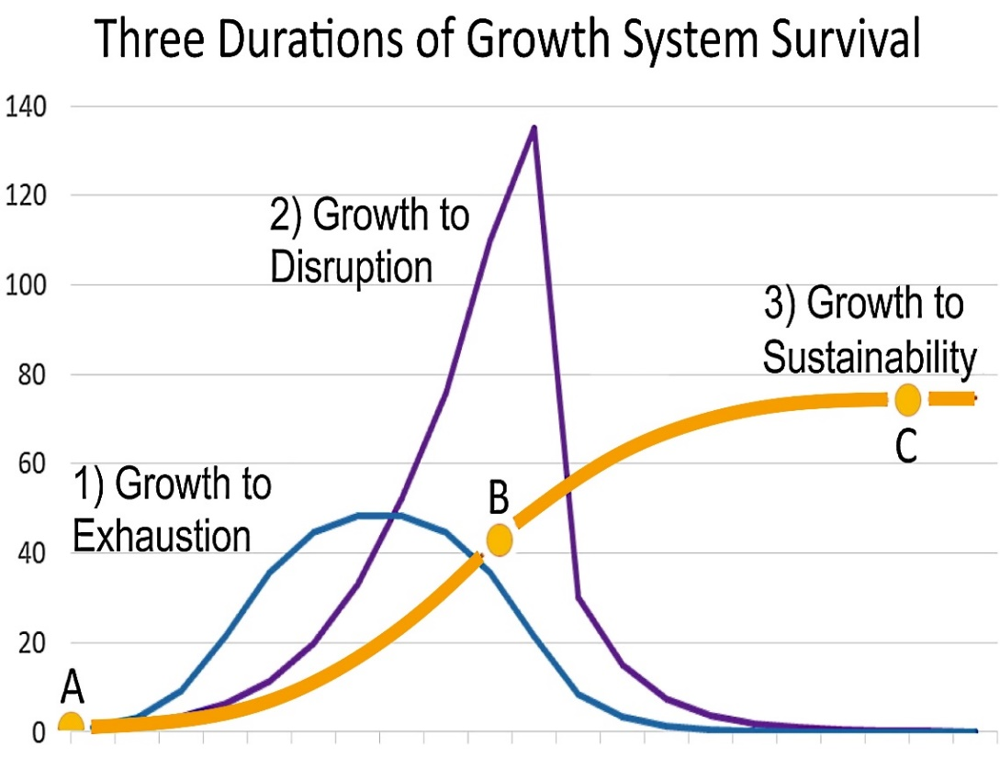 Three Durations of Growth System Survival
140
120
100
80
60
40
20
0
2) Growth to
Disruption
3) Growth to
Sustainability
1) Growth to
Exhaustion
A
B
C